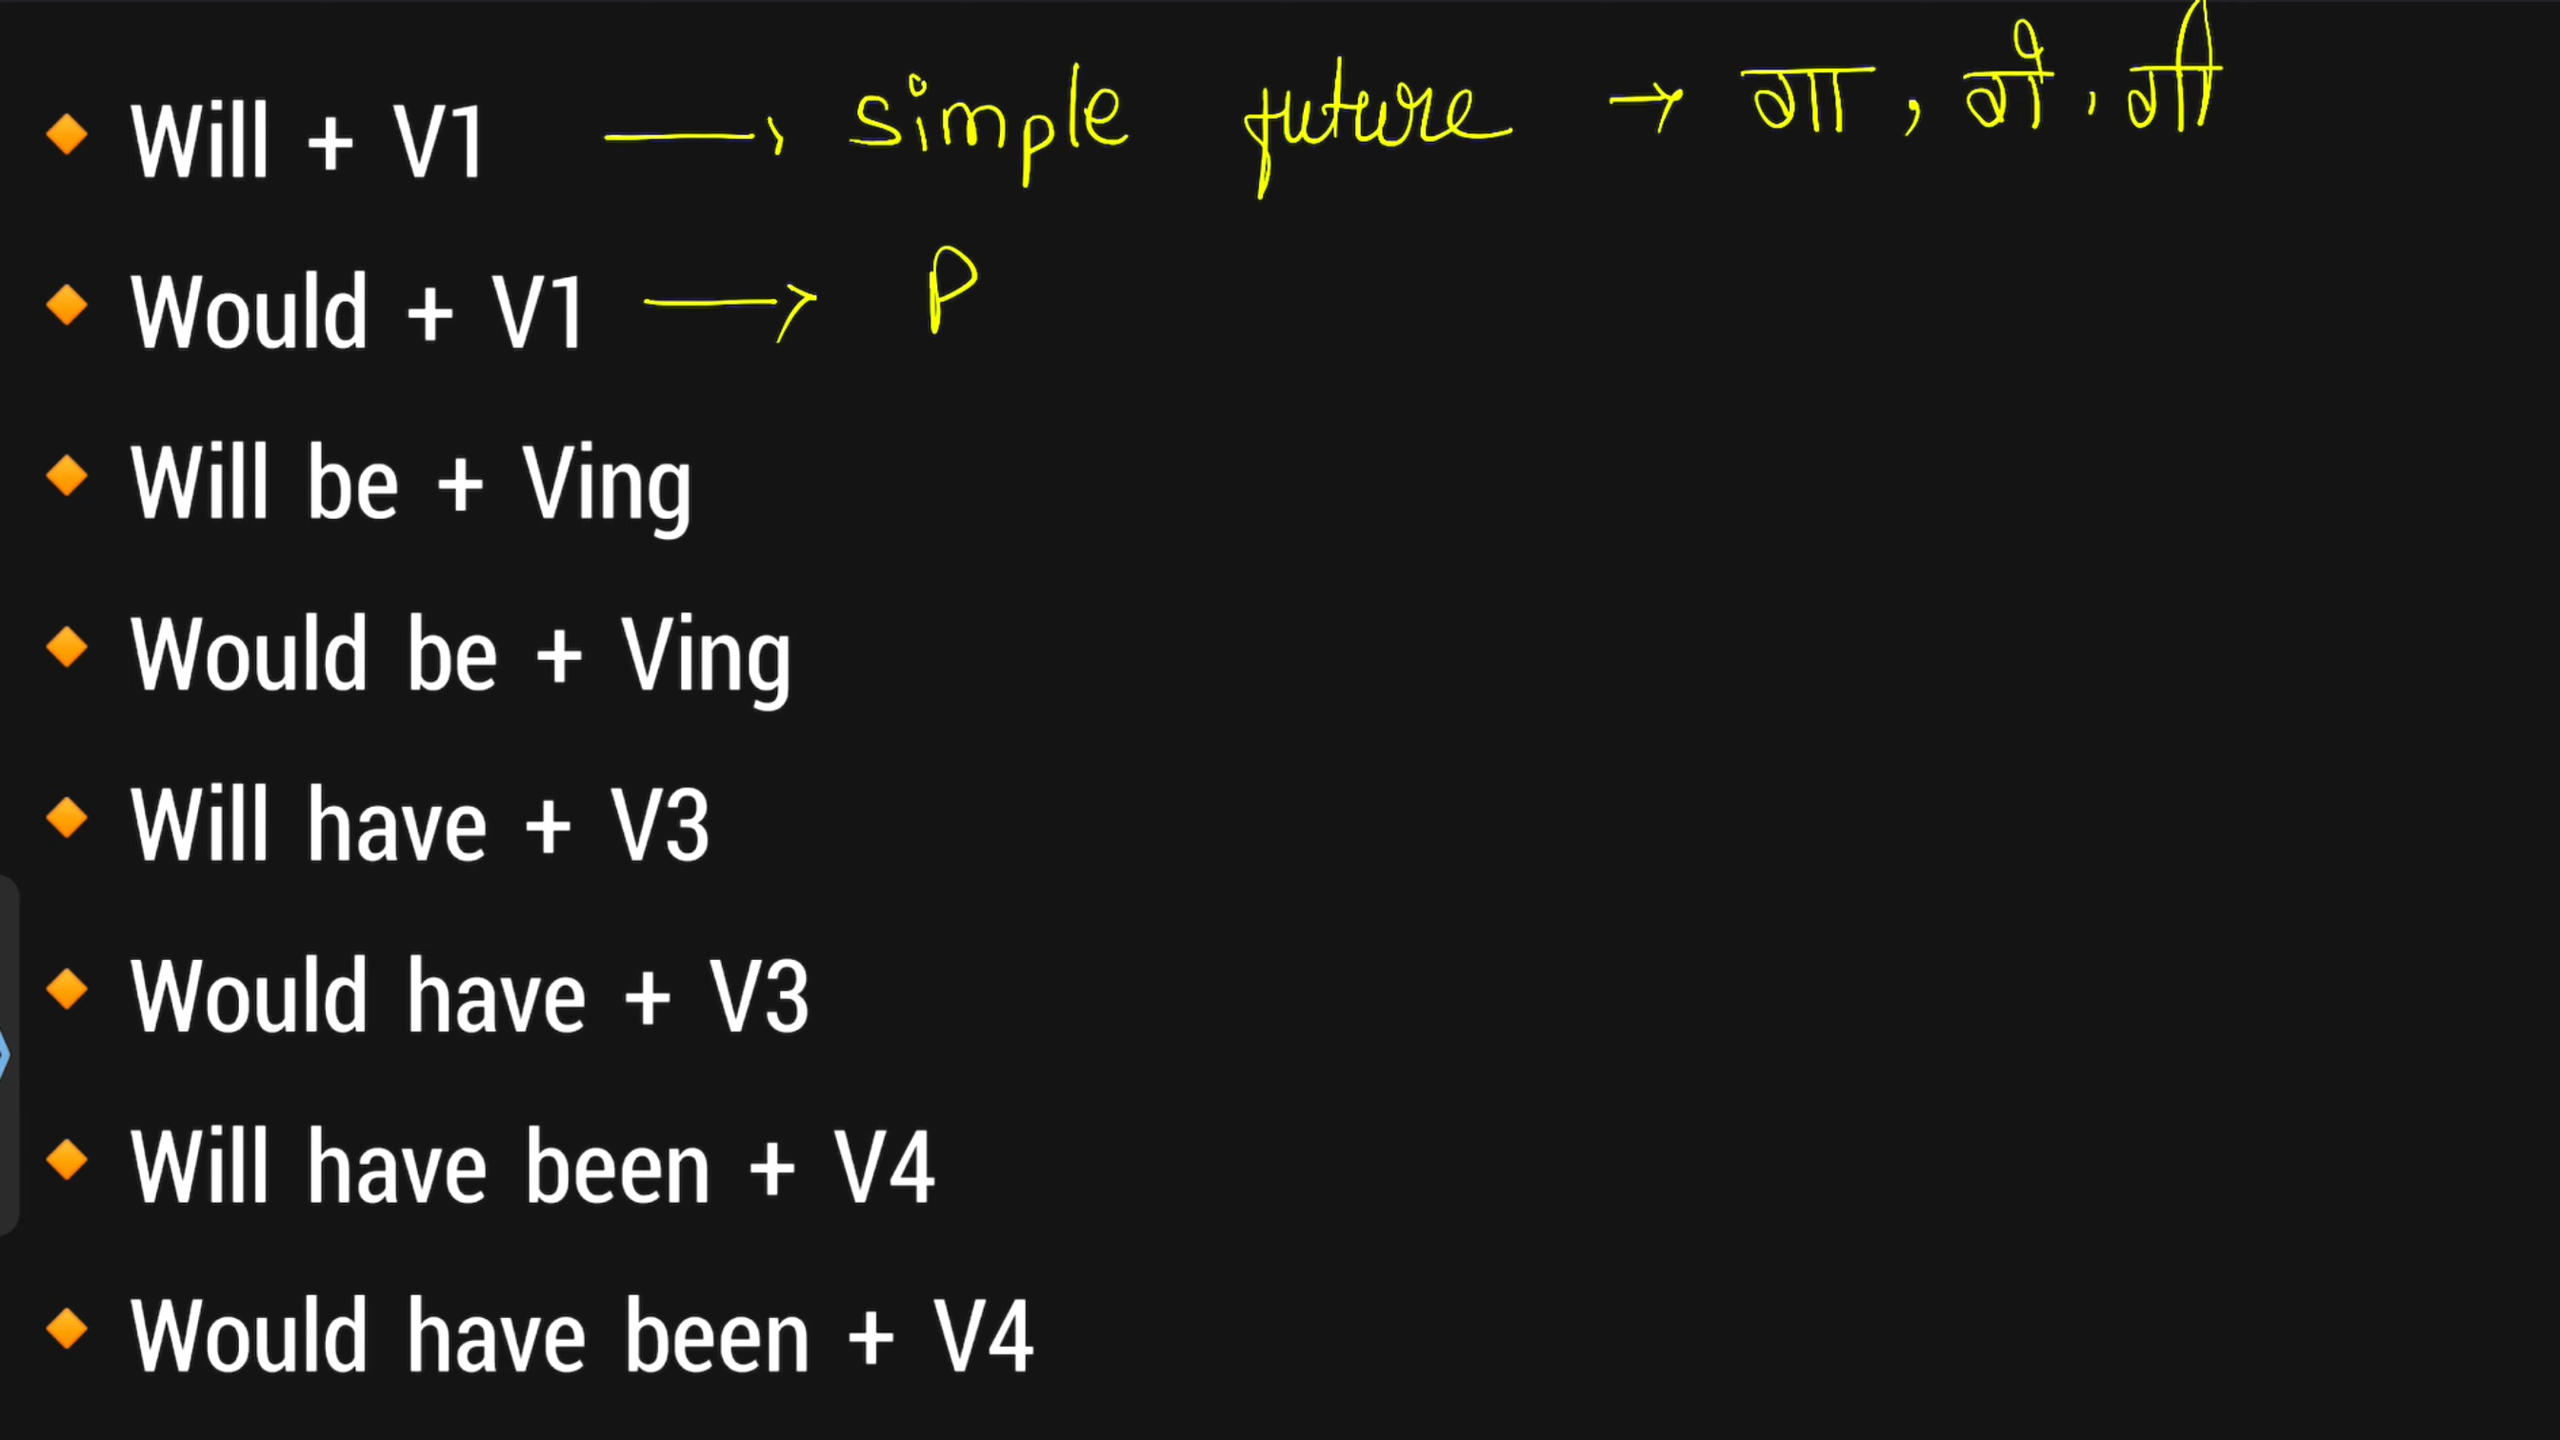 🔸 Will + V1 → simple future → गा, गे, गी
🔸 Would + V1 → P
🔸 Will be + Ving
🔸 Would be + Ving
🔸 Will have + V3
🔸 Would have + V3
🔸 Will have been + V4
🔸 Would have been + V4